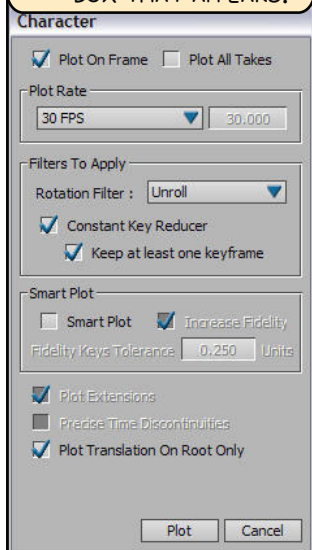 BOX THAT APPEARS.
Character
Plot On Frame Plot All Takes
Plot Rate
30 FPS 30.000
Filters To Apply
Rotation Filter : Unroll
Constant Key Reducer
Keep at least one keyframe
Smart Plot
Smart Plot Increase Fidelity
Fidelity Keys Tolerance 0.250 Units
Plot Extensions
Precise Time Discontinuities
Plot Translation On Root Only
Plot Cancel